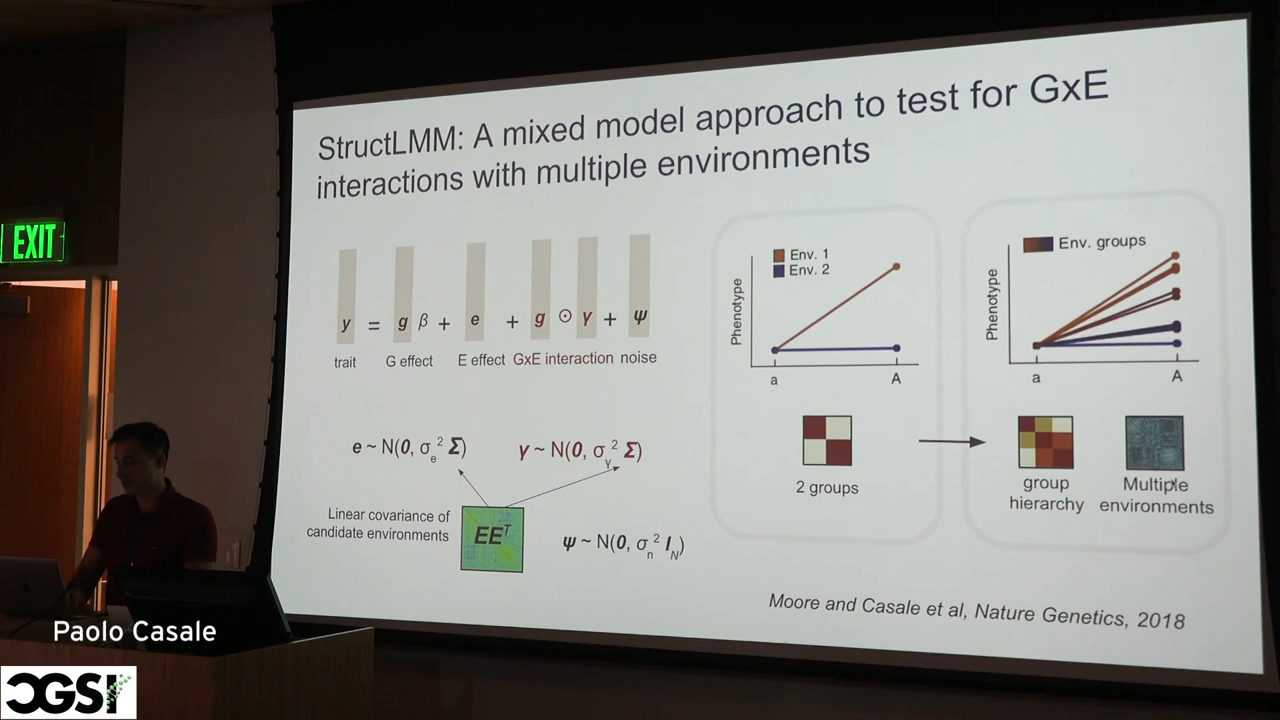 StructLMM: A mixed model approach to test for GxE
interactions with multiple environments
EXIT
y = g β + e + g ⊙ γ + ψ
trait G effect E effect GxE interaction noise
e ~ N(0, σe² Σ) γ ~ N(0, σγ² Σ)
Linear covariance of
candidate environments
EEᵀ
ψ ~ N(0, σn² I_N)
Env. 1
Env. 2
Phenotype
a A
2 groups
Env. groups
Phenotype
a A
group
hierarchy
Multiple
environments
Moore and Casale et al, Nature Genetics, 2018
Paolo Casale
CGSI